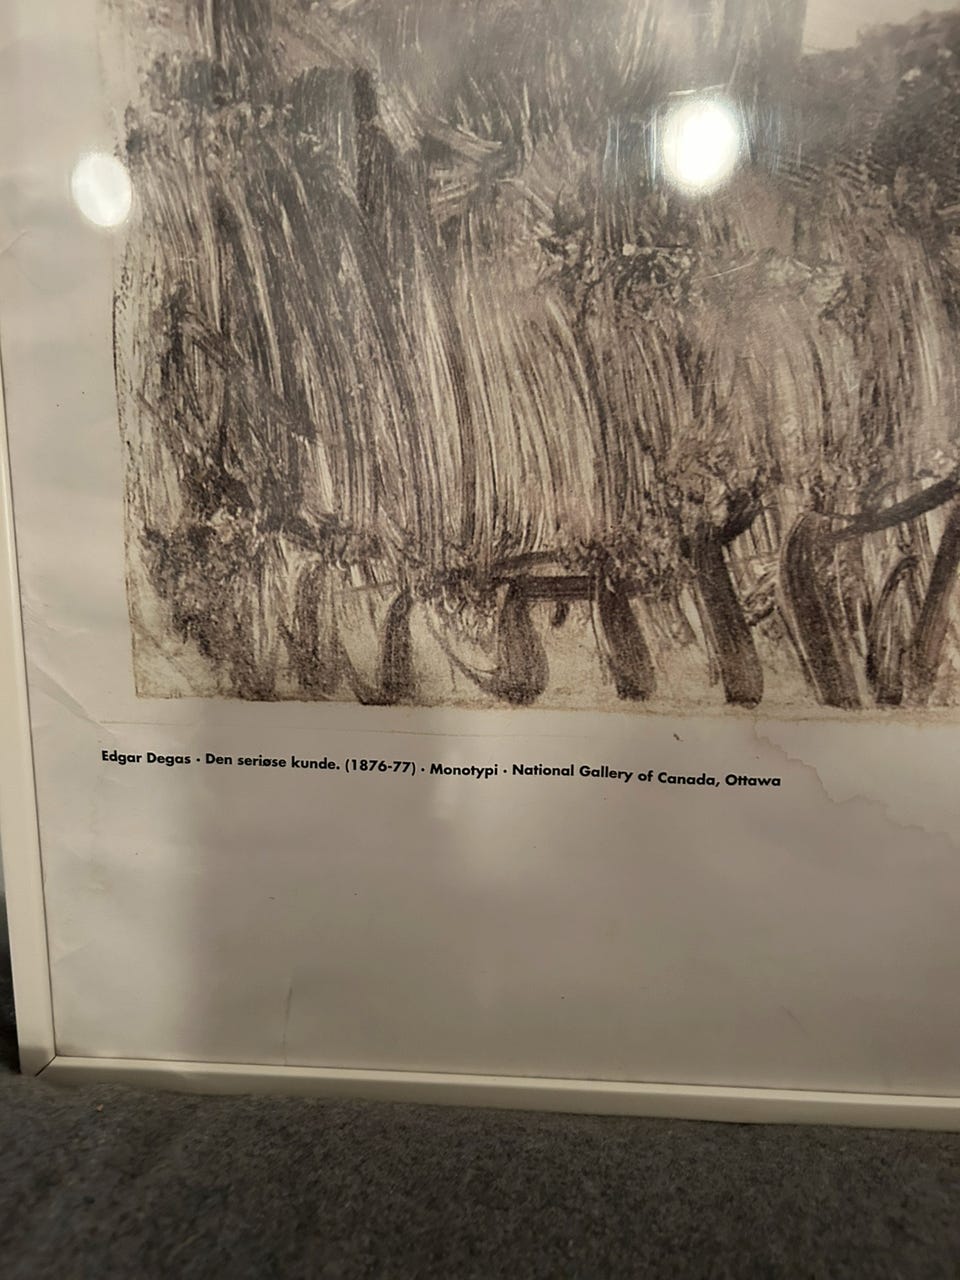 Edgar Degas · Den seriøse kunde. (1876-77) · Monotypi · National Gallery of Canada, Ottawa